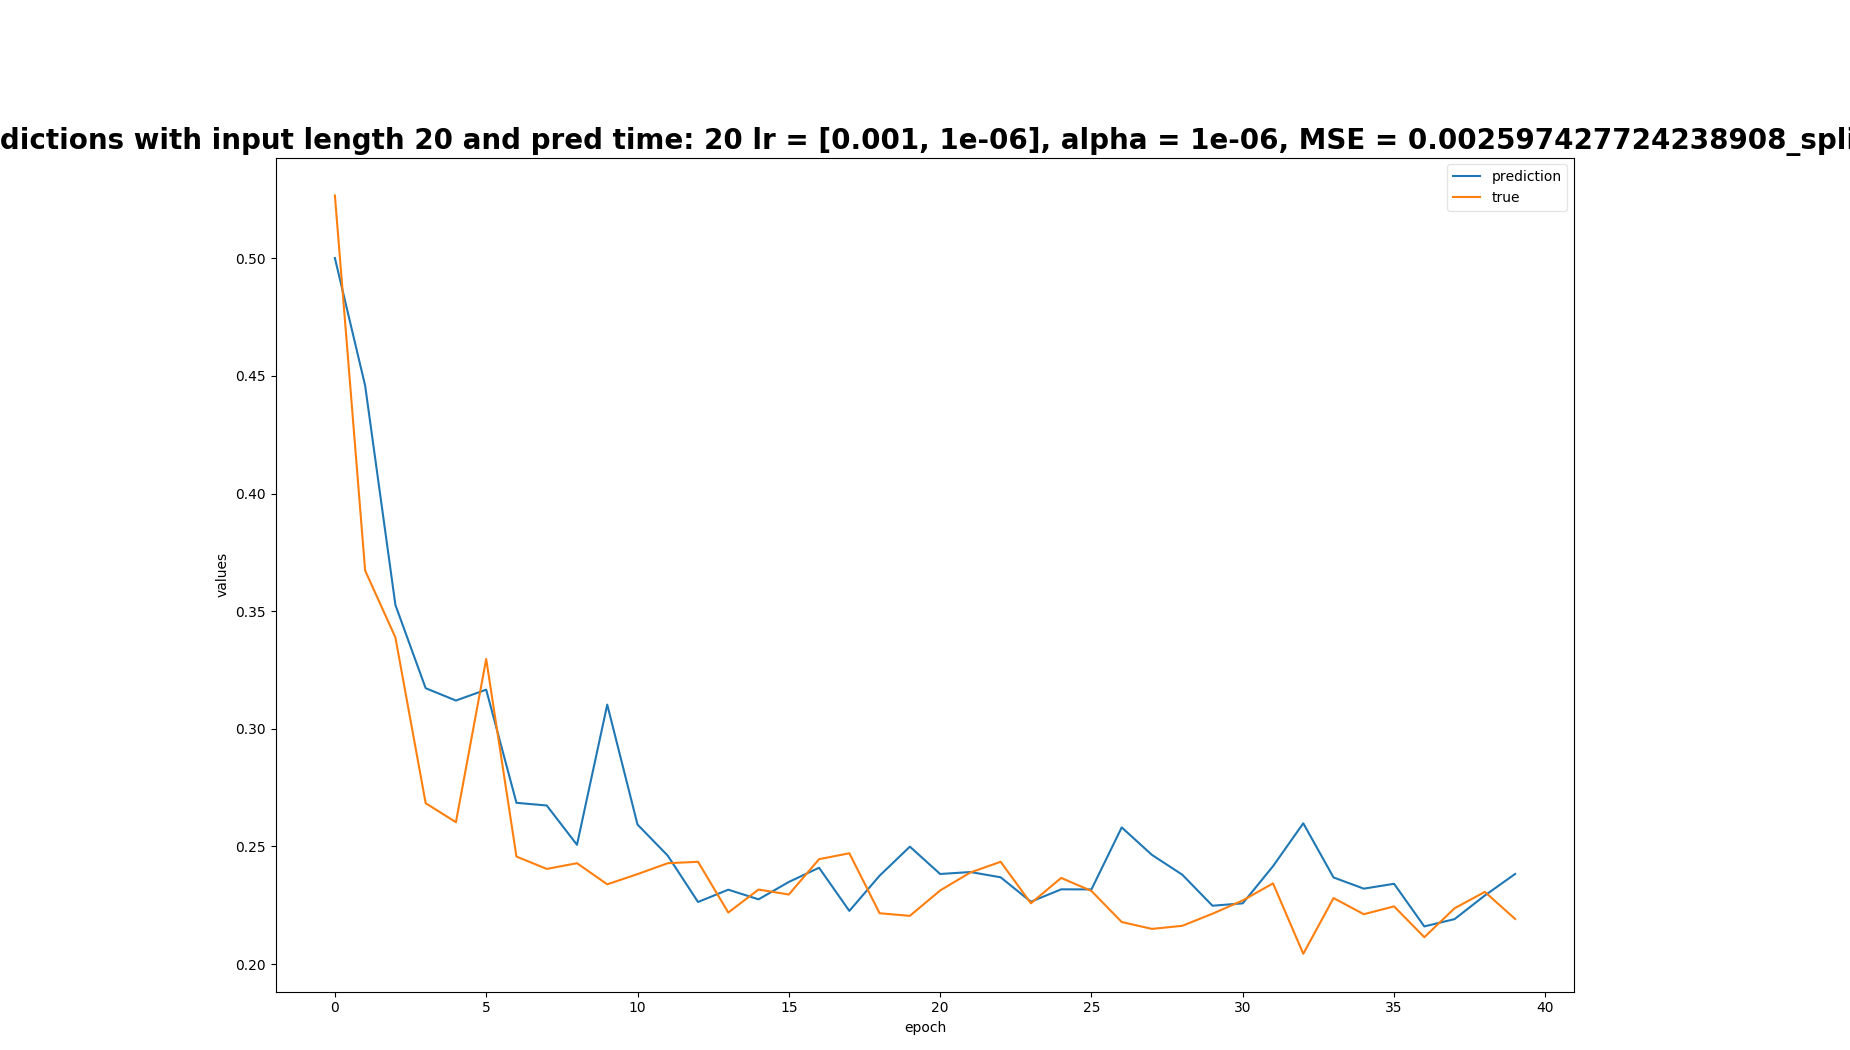 dictions with input length 20 and pred time: 20 lr = [0.001, 1e-06], alpha = 1e-06, MSE = 0.002597427724238908_spli
prediction
true
0.50
0.45
0.40
0.35
0.30
0.25
0.20
values
0 5 10 15 20 25 30 35 40
epoch